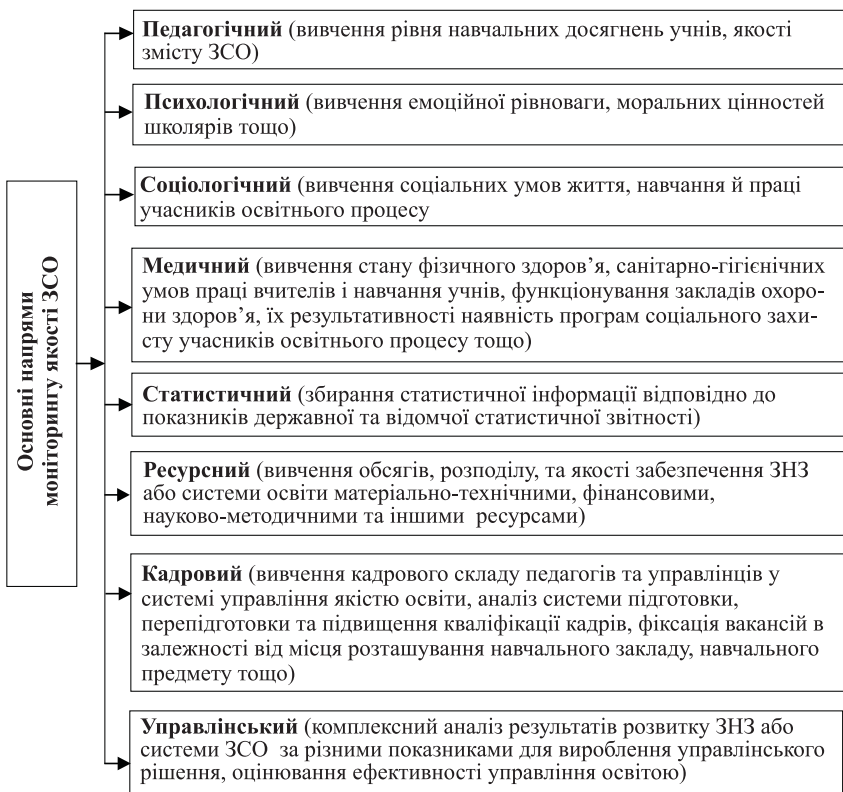 Основні напрями
моніторингу якості ЗСО
Педагогічний (вивчення рівня навчальних досягнень учнів, якості
змісту ЗСО)
Психологічний (вивчення емоційної рівноваги, моральних цінностей
школярів тощо)
Соціологічний (вивчення соціальних умов життя, навчання й праці
учасників освітнього процесу
Медичний (вивчення стану фізичного здоров’я, санітарно-гігієнічних
умов праці вчителів і навчання учнів, функціонування закладів охоро-
ни здоров’я, їх результативності наявність програм соціального захи-
сту учасників освітнього процесу тощо)
Статистичний (збирання статистичної інформації відповідно до
показників державної та відомчої статистичної звітності)
Ресурсний (вивчення обсягів, розподілу, та якості забезпечення ЗНЗ
або системи освіти матеріально-технічними, фінансовими,
науково-методичними та іншими ресурсами)
Кадровий (вивчення кадрового складу педагогів та управлінців у
системі управління якістю освіти, аналіз системи підготовки,
перепідготовки та підвищення кваліфікації кадрів, фіксація вакансій в
залежності від місця розташування навчального закладу, навчального
предмету тощо)
Управлінський (комплексний аналіз результатів розвитку ЗНЗ або
системи ЗСО за різними показниками для вироблення управлінського
рішення, оцінювання ефективності управління освітою)